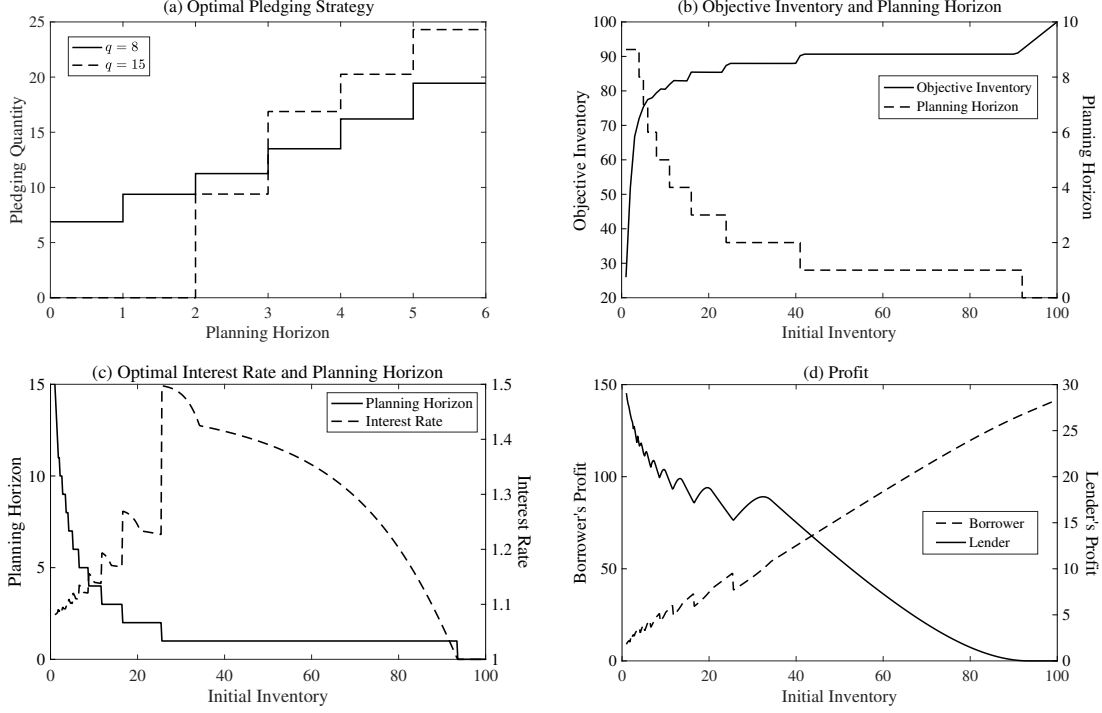 (a) Optimal Pledging Strategy
25
20
15
10
5
0
Pledging Quantity
q = 8
q = 15
0 1 2 3 4 5 6
Planning Horizon
(b) Objective Inventory and Planning Horizon
100
90
80
70
60
50
40
30
20
Objective Inventory
Objective Inventory
Planning Horizon
10
8
6
4
2
0
Planning Horizon
0 20 40 60 80 100
Initial Inventory
(c) Optimal Interest Rate and Planning Horizon
15
10
5
0
Planning Horizon
Planning Horizon
Interest Rate
1.5
1.4
1.3
1.2
1.1
1
Interest Rate
0 20 40 60 80 100
Initial Inventory
(d) Profit
150
100
50
0
Borrower's Profit
Borrower
Lender
30
25
20
15
10
5
0
Lender's Profit
0 20 40 60 80 100
Initial Inventory